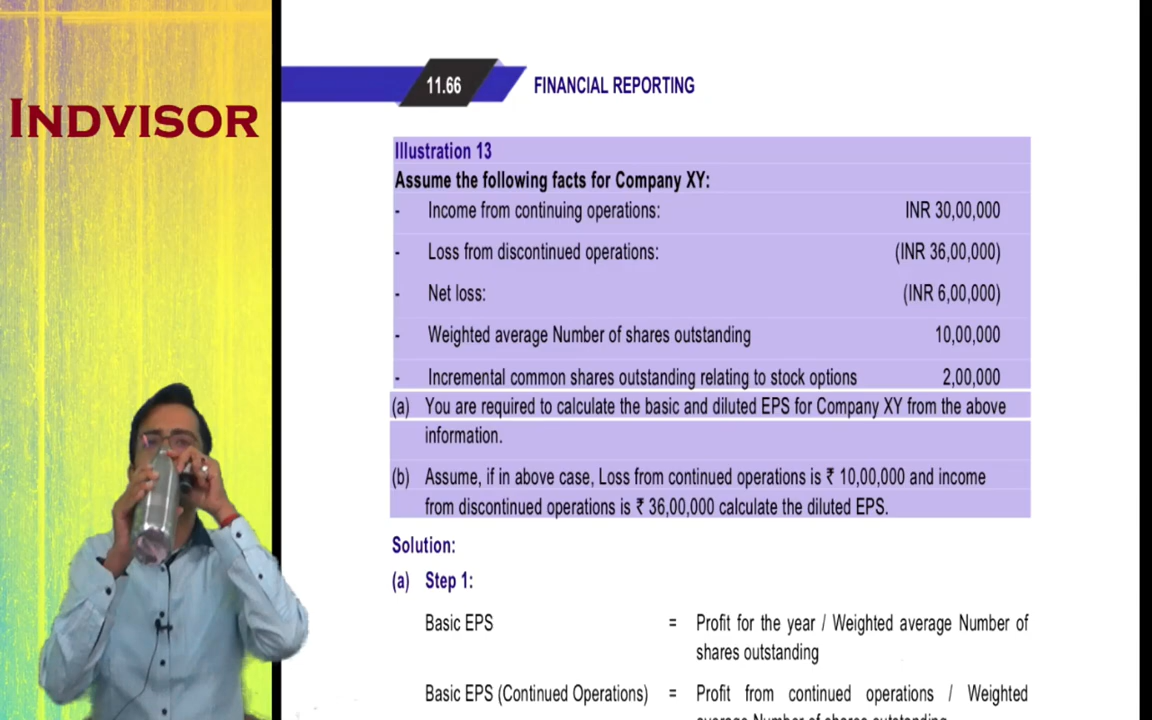 INDVISOR
11.66 FINANCIAL REPORTING
Illustration 13
Assume the following facts for Company XY:
- Income from continuing operations: INR 30,00,000
- Loss from discontinued operations: (INR 36,00,000)
- Net loss: (INR 6,00,000)
- Weighted average Number of shares outstanding 10,00,000
- Incremental common shares outstanding relating to stock options 2,00,000
(a) You are required to calculate the basic and diluted EPS for Company XY from the above
information.
(b) Assume, if in above case, Loss from continued operations is ₹ 10,00,000 and income
from discontinued operations is ₹ 36,00,000 calculate the diluted EPS.
Solution:
(a) Step 1:
Basic EPS = Profit for the year / Weighted average Number of
shares outstanding
Basic EPS (Continued Operations) = Profit from continued operations / Weighted
average Number of shares outstanding